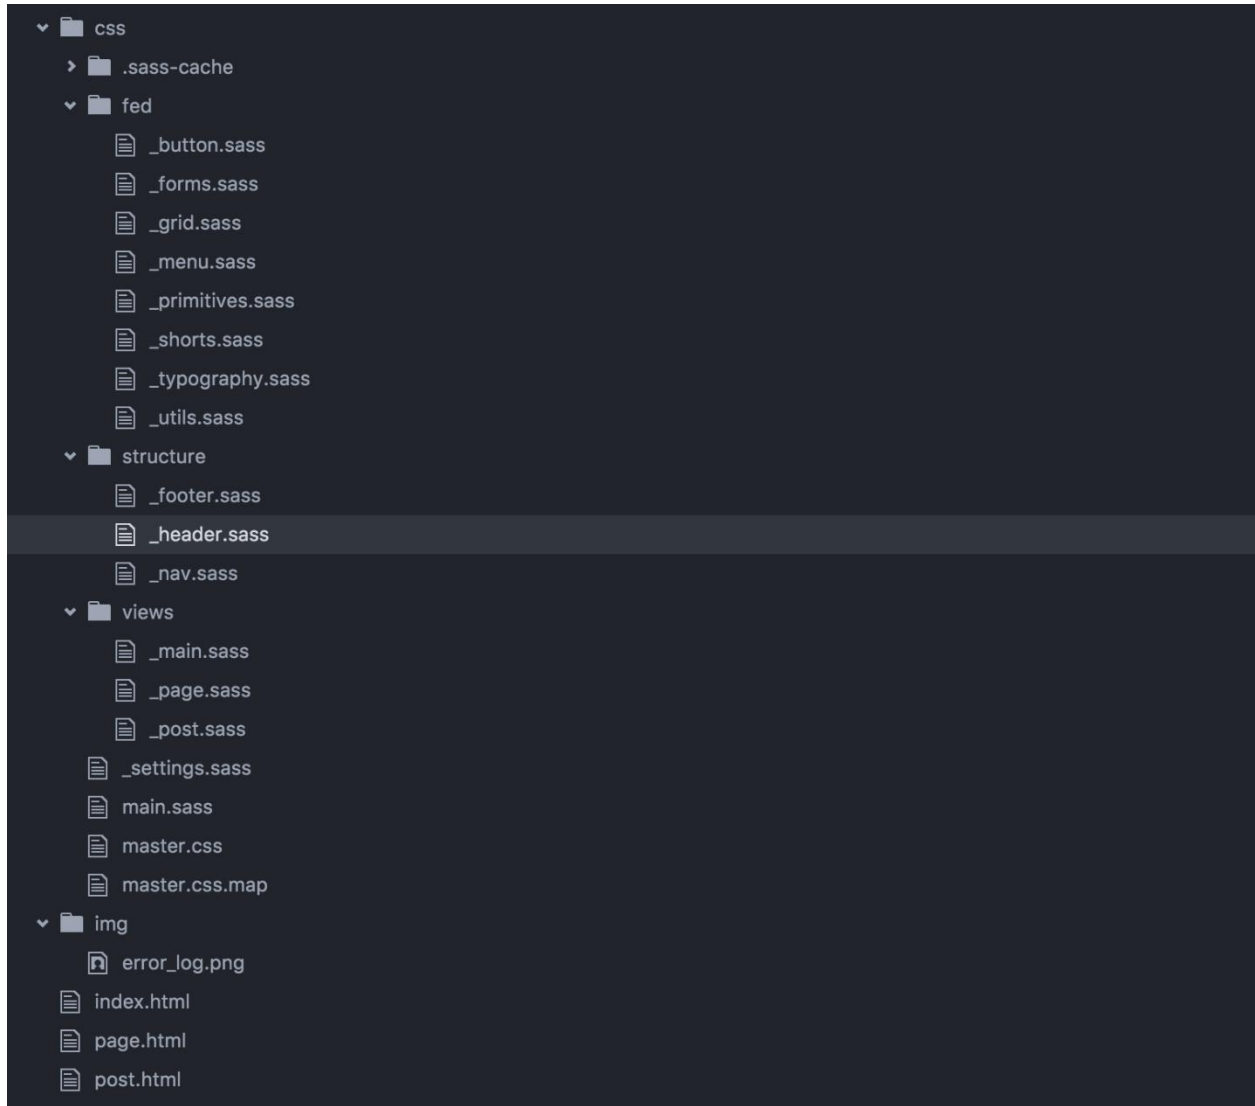 css
.sass-cache
fed
_button.sass
_forms.sass
_grid.sass
_menu.sass
_primitives.sass
_shorts.sass
_typography.sass
_utils.sass
structure
_footer.sass
_header.sass
_nav.sass
views
_main.sass
_page.sass
_post.sass
_settings.sass
main.sass
master.css
master.css.map
img
error_log.png
index.html
page.html
post.html